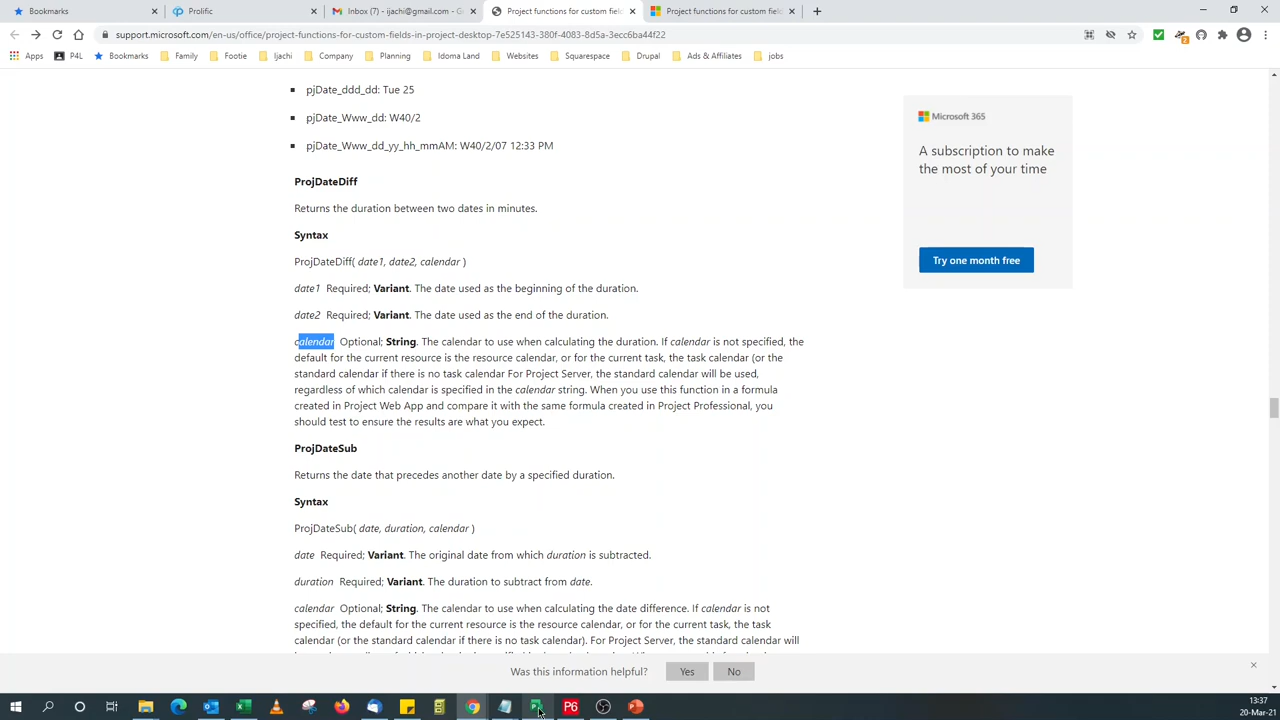 Bookmarks
Prolific
Inbox (7) - ijachi@gmail.com - G
Project functions for custom field
Project functions for custom field
support.microsoft.com/en-us/office/project-functions-for-custom-fields-in-project-desktop-7e525143-380f-4083-8d5a-3ecc6ba44f22
Apps P4L Bookmarks Family Footie Ijachi Company Planning Idoma Land Websites Squarespace Drupal Ads & Affiliates jobs
pjDate_ddd_dd: Tue 25
pjDate_Www_dd: W40/2
pjDate_Www_dd_yy_hh_mmAM: W40/2/07 12:33 PM
ProjDateDiff
Returns the duration between two dates in minutes.
Syntax
ProjDateDiff( date1, date2, calendar )
date1 Required; Variant. The date used as the beginning of the duration.
date2 Required; Variant. The date used as the end of the duration.
calendar Optional; String. The calendar to use when calculating the duration. If calendar is not specified, the
default for the current resource is the resource calendar, or for the current task, the task calendar (or the
standard calendar if there is no task calendar For Project Server, the standard calendar will be used,
regardless of which calendar is specified in the calendar string. When you use this function in a formula
created in Project Web App and compare it with the same formula created in Project Professional, you
should test to ensure the results are what you expect.
ProjDateSub
Returns the date that precedes another date by a specified duration.
Syntax
ProjDateSub( date, duration, calendar )
date Required; Variant. The original date from which duration is subtracted.
duration Required; Variant. The duration to subtract from date.
calendar Optional; String. The calendar to use when calculating the date difference. If calendar is not
specified, the default for the current resource is the resource calendar, or for the current task, the task
calendar (or the standard calendar if there is no task calendar). For Project Server, the standard calendar will
Microsoft 365
A subscription to make
the most of your time
Try one month free
Was this information helpful? Yes No
P6
13:37
20-Mar-21